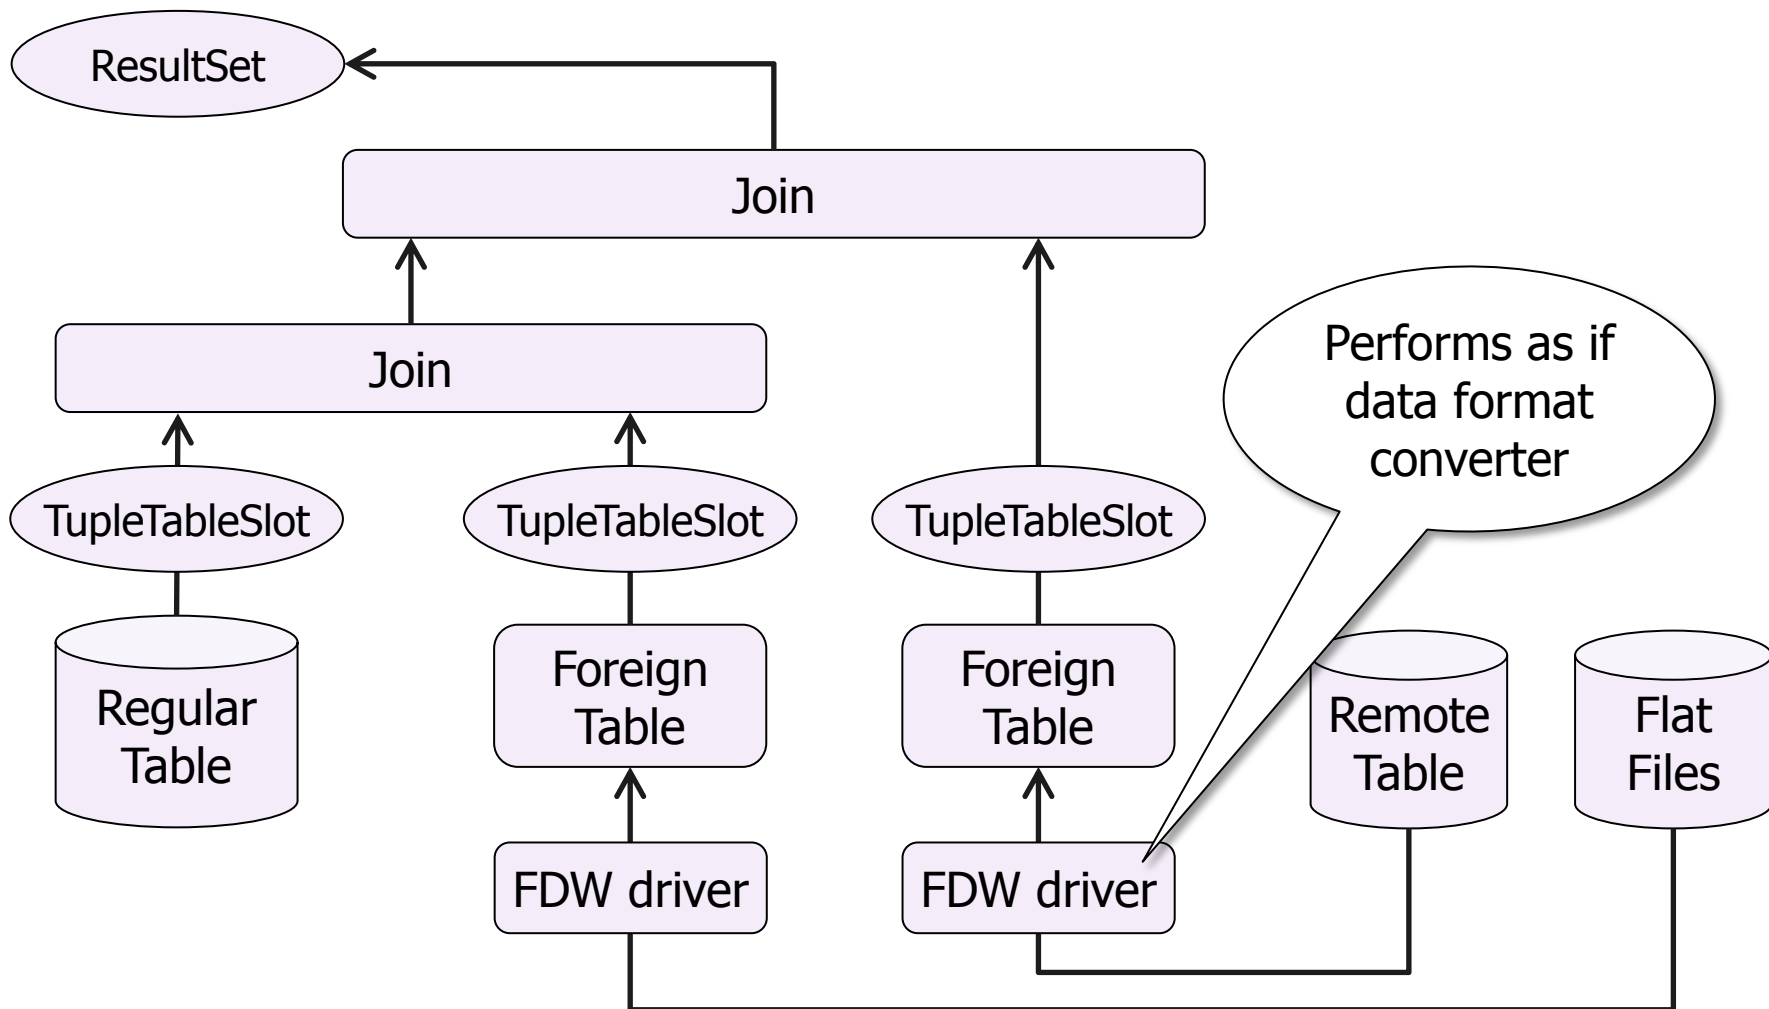 ResultSet
Join
Join
Performs as if
data format
converter
TupleTableSlot
TupleTableSlot
TupleTableSlot
Regular
Table
Foreign
Table
Foreign
Table
Remote
Table
Flat
Files
FDW driver
FDW driver